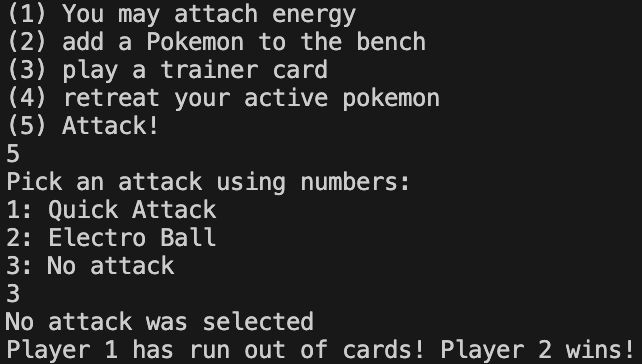 (1) You may attach energy
(2) add a Pokemon to the bench
(3) play a trainer card
(4) retreat your active pokemon
(5) Attack!
5
Pick an attack using numbers:
1: Quick Attack
2: Electro Ball
3: No attack
3
No attack was selected
Player 1 has run out of cards! Player 2 wins!